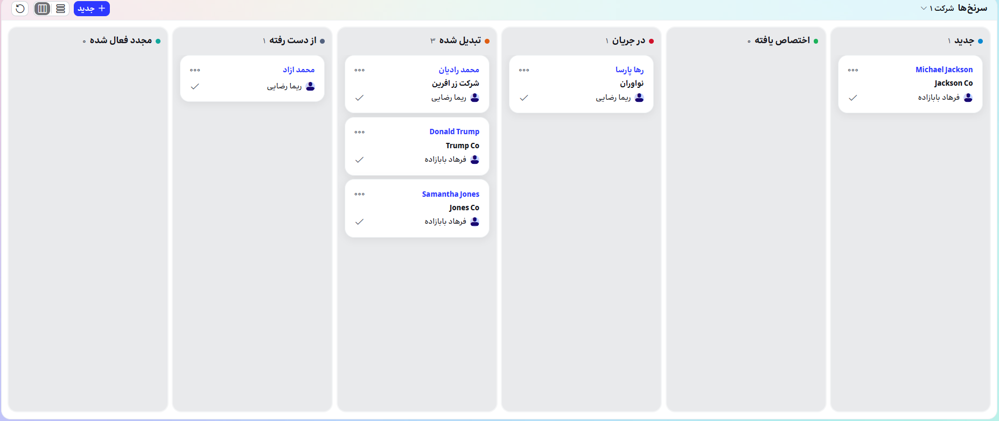 سرنخ‌ها شرکت ۱
جدید
جدید ۱
Michael Jackson
Jackson Co
فرهاد بابازاده
اختصاص یافته ۰
در جریان ۱
رها پارسا
نواوران
ریما رضایی
تبدیل شده ۳
محمد رادیان
شرکت زر افرین
ریما رضایی
Donald Trump
Trump Co
فرهاد بابازاده
Samantha Jones
Jones Co
فرهاد بابازاده
از دست رفته ۱
محمد ازاد
ریما رضایی
مجدد فعال شده ۰